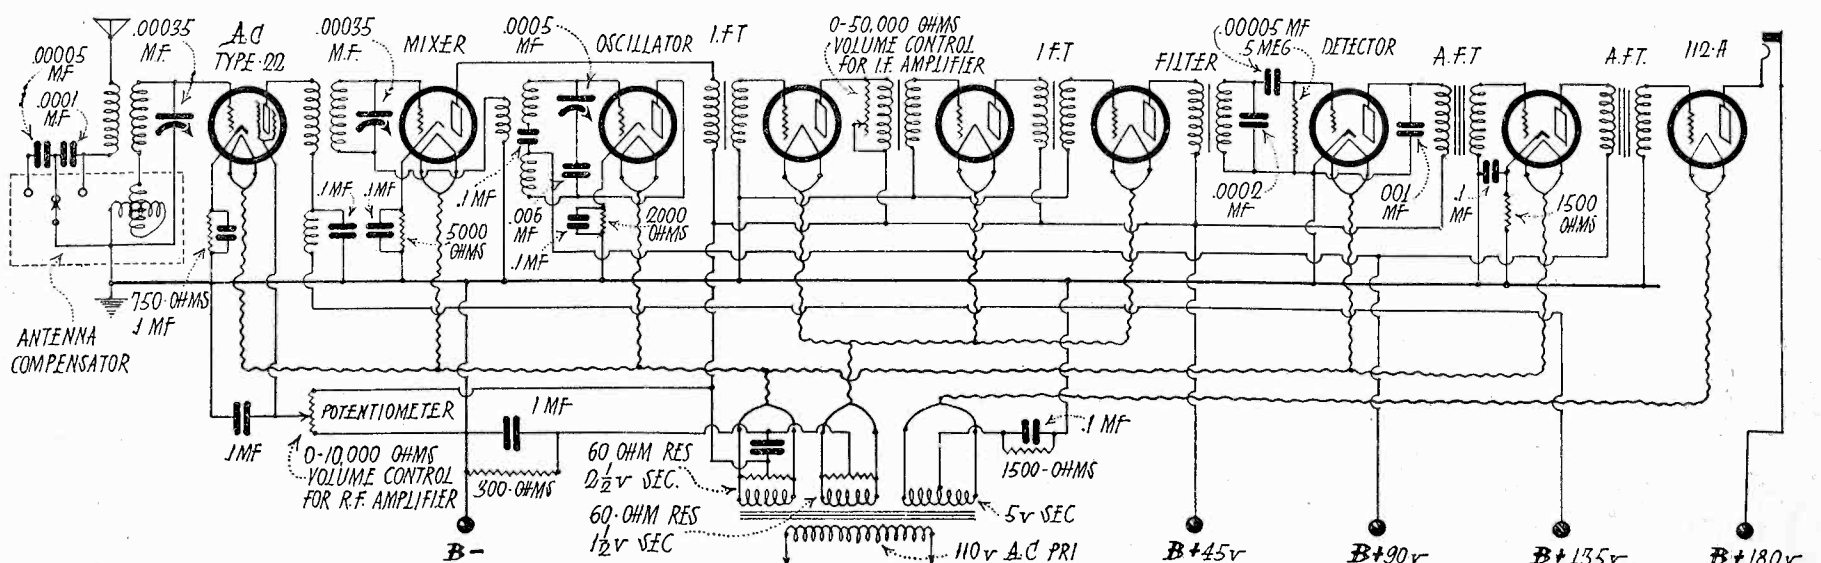 .00005
MF
.0001
MF
.00035
M.F.
A.C
TYPE-22
.00035
M.F.
MIXER
.0005
MF
OSCILLATOR
I.F.T
0-50,000 OHMS
VOLUME CONTROL
FOR I.F. AMPLIFIER
I.F.T
FILTER
.00005 MF
.5 MEG
DETECTOR
A.F.T
A.F.T.
112-A
.1 MF
.1 MF
5000
OHMS
.1 MF
.006
MF
.1 MF
2000
OHMS
.0002
MF
.001
MF
.1
MF
1500
OHMS
750-OHMS
.1 MF
ANTENNA
COMPENSATOR
POTENTIOMETER
1 MF
.1 MF
.1 MF
0-10,000 OHMS
VOLUME CONTROL
FOR R.F. AMPLIFIER
300-OHMS
60 OHM RES
2½ v SEC.
1500-OHMS
60-OHM RES
1½ v SEC
5v SEC
110v A.C PRI
B-
B+45v
B+90v
B+135v
B+180v